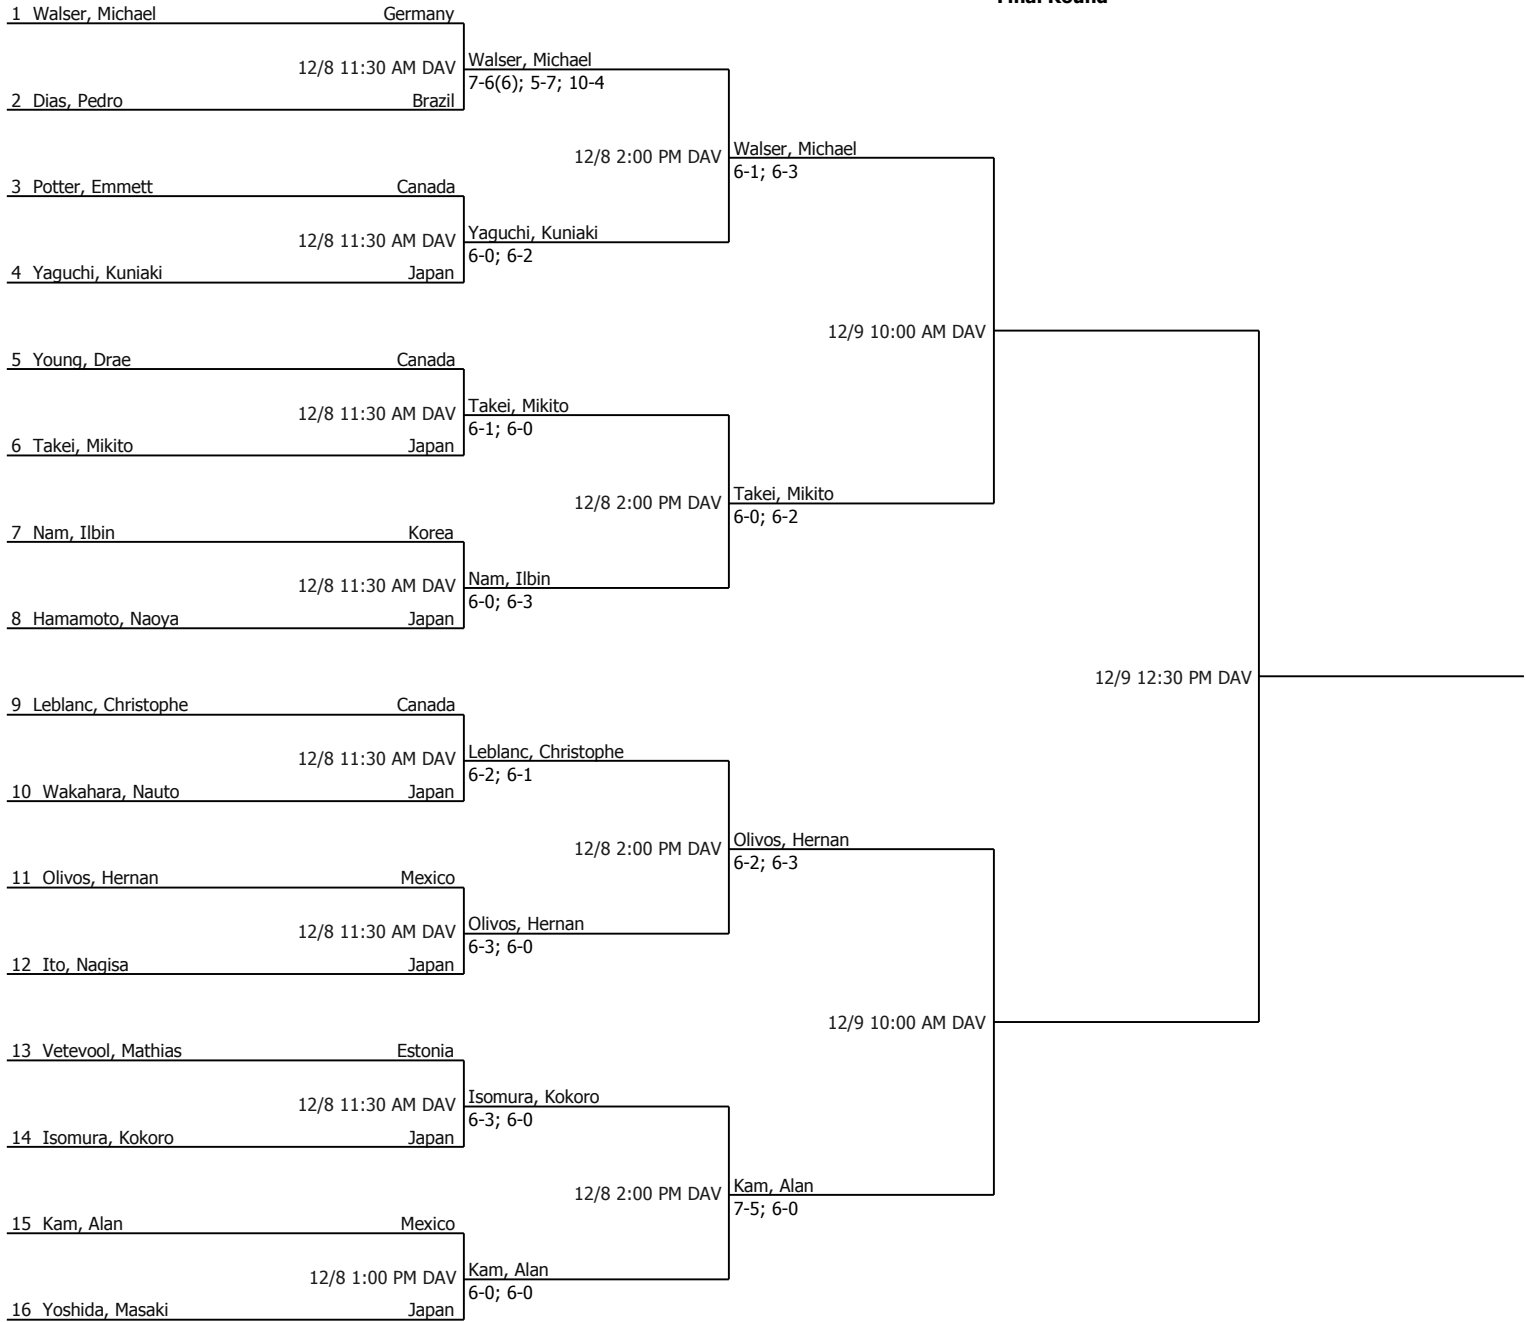 Final Round
1 Walser, Michael Germany
12/8 11:30 AM DAV
2 Dias, Pedro Brazil
3 Potter, Emmett Canada
12/8 11:30 AM DAV
4 Yaguchi, Kuniaki Japan
5 Young, Drae Canada
12/8 11:30 AM DAV
6 Takei, Mikito Japan
7 Nam, Ilbin Korea
12/8 11:30 AM DAV
8 Hamamoto, Naoya Japan
9 Leblanc, Christophe Canada
12/8 11:30 AM DAV
10 Wakahara, Nauto Japan
11 Olivos, Hernan Mexico
12/8 11:30 AM DAV
12 Ito, Nagisa Japan
13 Vetevool, Mathias Estonia
12/8 11:30 AM DAV
14 Isomura, Kokoro Japan
15 Kam, Alan Mexico
12/8 1:00 PM DAV
16 Yoshida, Masaki Japan
Walser, Michael
7-6(6); 5-7; 10-4
12/8 2:00 PM DAV
Yaguchi, Kuniaki
6-0; 6-2
Takei, Mikito
6-1; 6-0
12/8 2:00 PM DAV
Nam, Ilbin
6-0; 6-3
Leblanc, Christophe
6-2; 6-1
12/8 2:00 PM DAV
Olivos, Hernan
6-3; 6-0
Isomura, Kokoro
6-3; 6-0
12/8 2:00 PM DAV
Kam, Alan
6-0; 6-0
Walser, Michael
6-1; 6-3
12/9 10:00 AM DAV
Takei, Mikito
6-0; 6-2
Olivos, Hernan
6-2; 6-3
12/9 10:00 AM DAV
Kam, Alan
7-5; 6-0
12/9 12:30 PM DAV